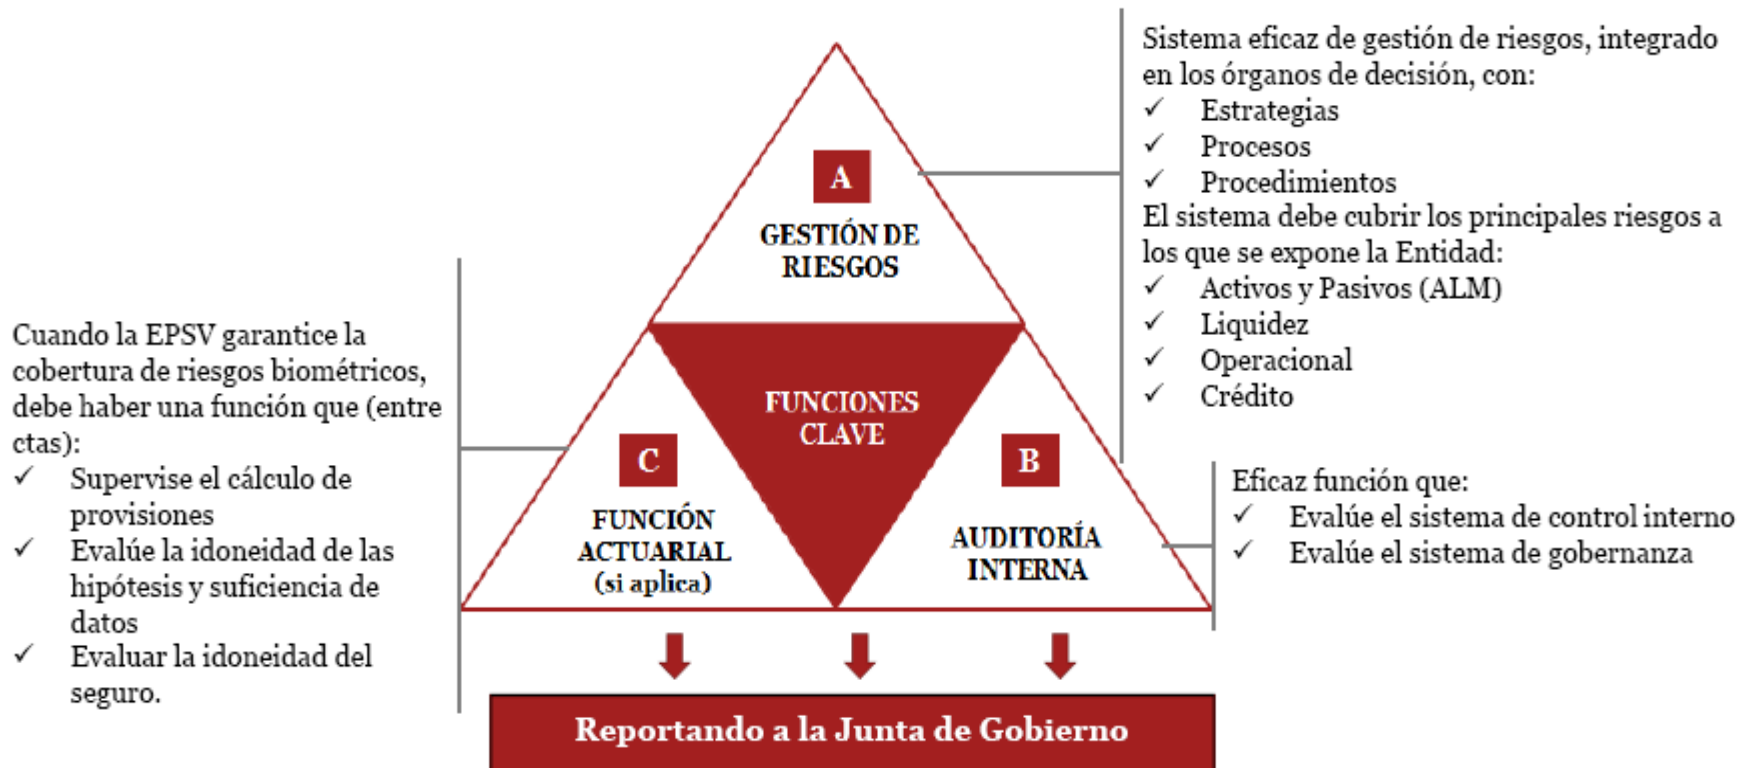 Sistema eficaz de gestión de riesgos, integrado
en los órganos de decisión, con:
✓ Estrategias
✓ Procesos
✓ Procedimientos
El sistema debe cubrir los principales riesgos a
los que se expone la Entidad:
✓ Activos y Pasivos (ALM)
✓ Liquidez
✓ Operacional
✓ Crédito
A
GESTIÓN DE
RIESGOS
Cuando la EPSV garantice la
cobertura de riesgos biométricos,
debe haber una función que (entre
ctas):
✓ Supervise el cálculo de
provisiones
✓ Evalúe la idoneidad de las
hipótesis y suficiencia de
datos
✓ Evaluar la idoneidad del
seguro.
FUNCIONES
CLAVE
C
FUNCIÓN
ACTUARIAL
(si aplica)
B
AUDITORÍA
INTERNA
Eficaz función que:
✓ Evalúe el sistema de control interno
✓ Evalúe el sistema de gobernanza
Reportando a la Junta de Gobierno